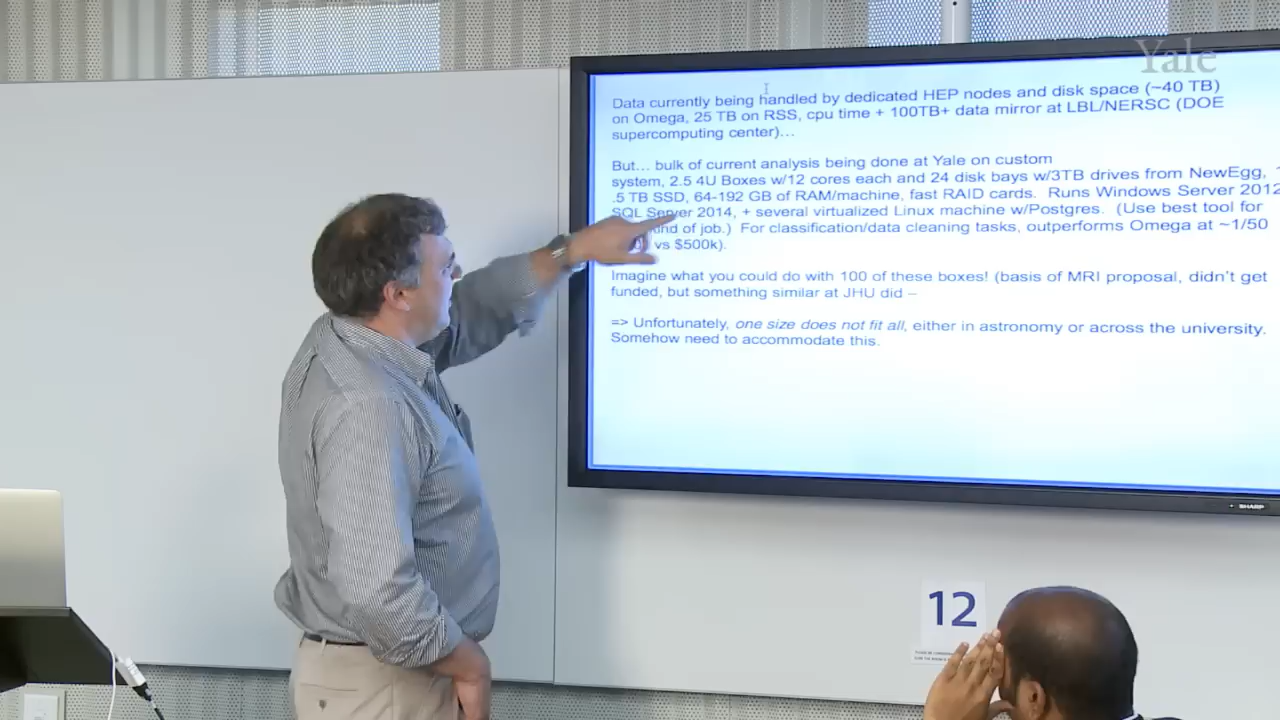 Yale
Data currently being handled by dedicated HEP nodes and disk space (~40 TB)
on Omega, 25 TB on RSS, cpu time + 100TB+ data mirror at LBL/NERSC (DOE
supercomputing center)…
But… bulk of current analysis being done at Yale on custom
system, 2.5 4U Boxes w/12 cores each and 24 disk bays w/3TB drives from NewEgg,
.5 TB SSD, 64-192 GB of RAM/machine, fast RAID cards. Runs Windows Server 2012
SQL Server 2014, + several virtualized Linux machine w/Postgres. (Use best tool for
of job.) For classification/data cleaning tasks, outperforms Omega at ~1/50
vs $500k).
Imagine what you could do with 100 of these boxes! (basis of MRI proposal, didn't get
funded, but something similar at JHU did –
=> Unfortunately, one size does not fit all, either in astronomy or across the university.
Somehow need to accommodate this.
SHARP
12